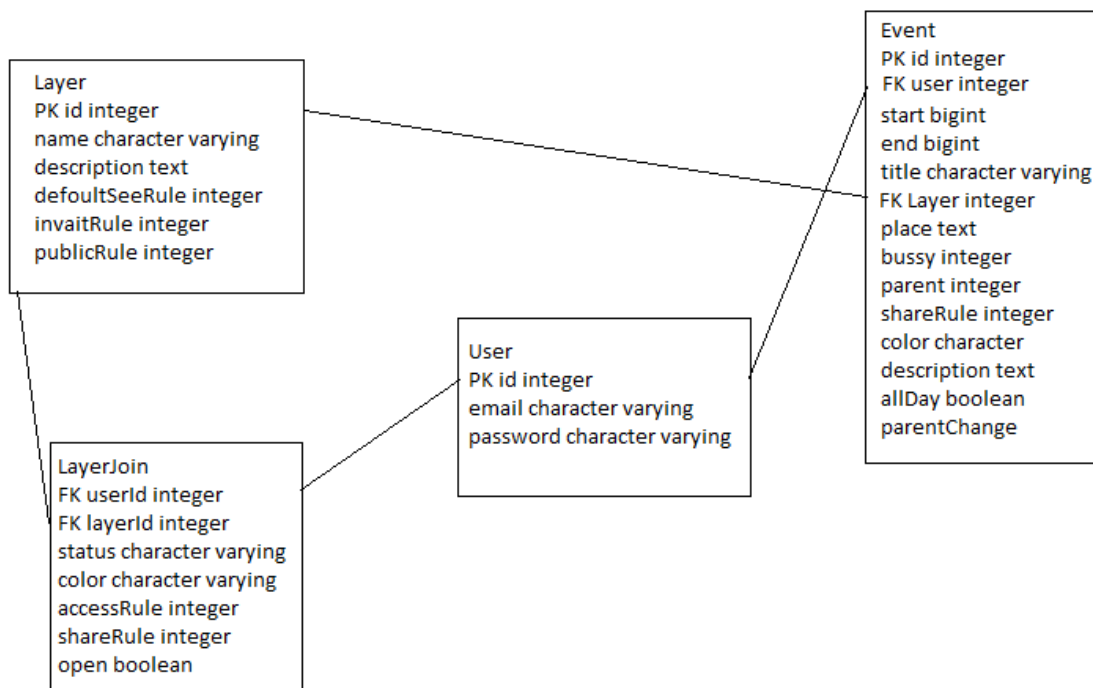 Layer
PK id integer
name character varying
description text
defoultSeeRule integer
invaitRule integer
publicRule integer
Event
PK id integer
FK user integer
start bigint
end bigint
title character varying
FK Layer integer
place text
bussy integer
parent integer
shareRule integer
color character
description text
allDay boolean
parentChange
User
PK id integer
email character varying
password character varying
LayerJoin
FK userId integer
FK layerId integer
status character varying
color character varying
accessRule integer
shareRule integer
open boolean